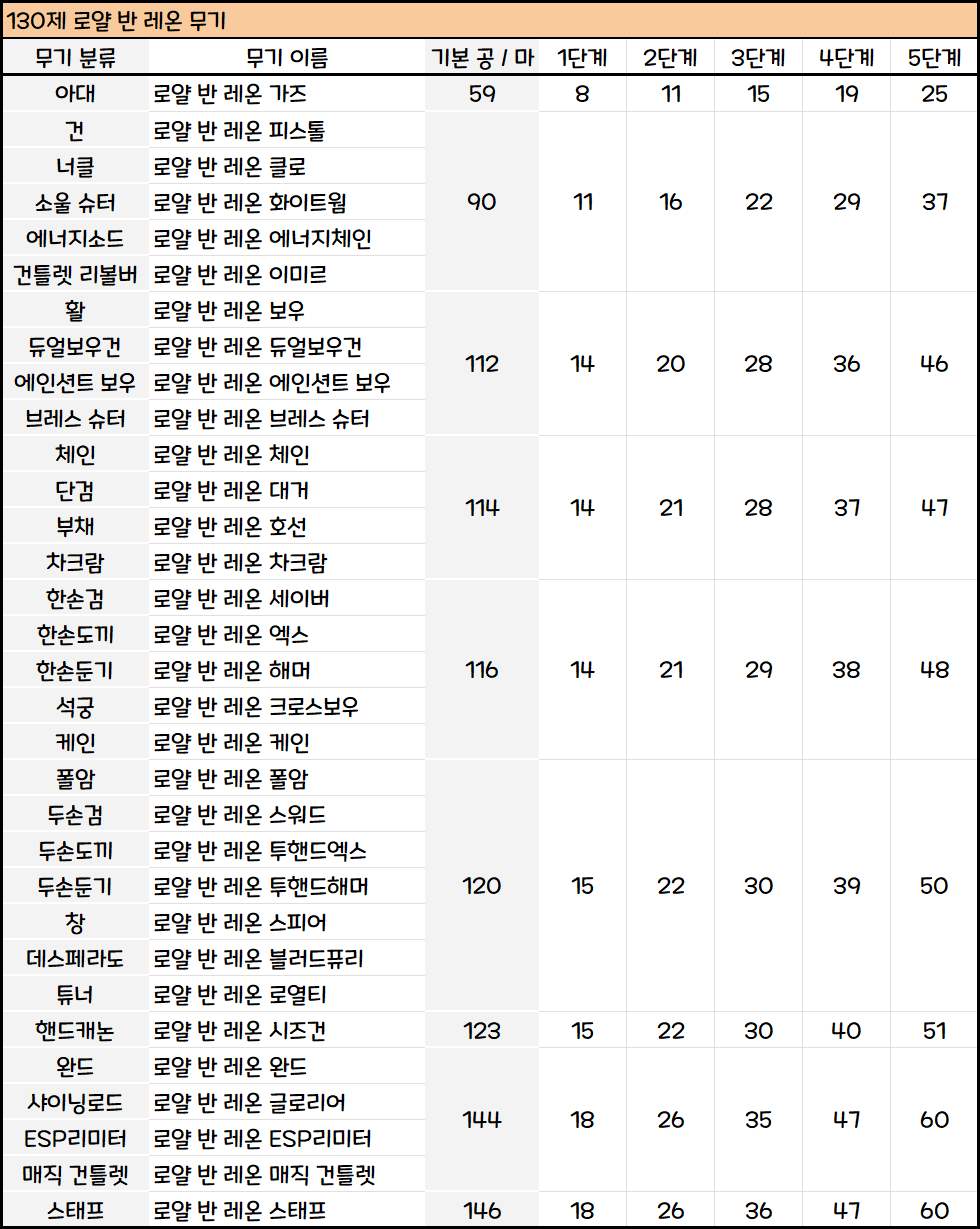 130제 로얄 반 레온 무기
무기 분류 무기 이름 기본 공 / 마 1단계 2단계 3단계 4단계 5단계
아대 로얄 반 레온 가즈 59 8 11 15 19 25
건 로얄 반 레온 피스톨
너클 로얄 반 레온 클로
소울 슈터 로얄 반 레온 화이트웜 90 11 16 22 29 37
에너지소드 로얄 반 레온 에너지체인
건틀렛 리볼버 로얄 반 레온 이미르
활 로얄 반 레온 보우
듀얼보우건 로얄 반 레온 듀얼보우건
112 14 20 28 36 46
에인션트 보우 로얄 반 레온 에인션트 보우
브레스 슈터 로얄 반 레온 브레스 슈터
체인 로얄 반 레온 체인
단검 로얄 반 레온 대거
114 14 21 28 37 47
부채 로얄 반 레온 호선
차크람 로얄 반 레온 차크람
한손검 로얄 반 레온 세이버
한손도끼 로얄 반 레온 엑스
한손둔기 로얄 반 레온 해머 116 14 21 29 38 48
석궁 로얄 반 레온 크로스보우
케인 로얄 반 레온 케인
폴암 로얄 반 레온 폴암
두손검 로얄 반 레온 스워드
두손도끼 로얄 반 레온 투핸드엑스
두손둔기 로얄 반 레온 투핸드해머 120 15 22 30 39 50
창 로얄 반 레온 스피어
데스페라도 로얄 반 레온 블러드퓨리
튜너 로얄 반 레온 로열티
핸드캐논 로얄 반 레온 시즈건 123 15 22 30 40 51
완드 로얄 반 레온 완드
샤이닝로드 로얄 반 레온 글로리어
144 18 26 35 47 60
ESP리미터 로얄 반 레온 ESP리미터
매직 건틀렛 로얄 반 레온 매직 건틀렛
스태프 로얄 반 레온 스태프 146 18 26 36 47 60